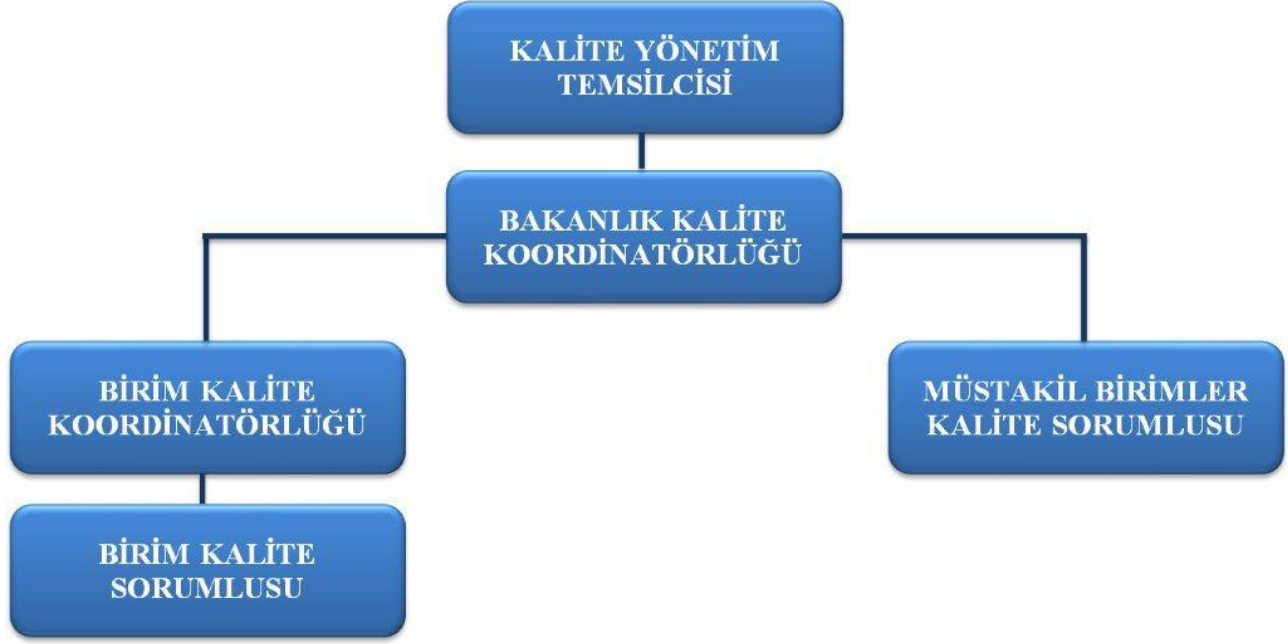 KALİTE YÖNETİM
TEMSİLCİSİ
BAKANLIK KALİTE
KOORDİNATÖRLÜĞÜ
BİRİM KALİTE
KOORDİNATÖRLÜĞÜ
MÜSTAKİL BİRİMLER
KALİTE SORUMLUSU
BİRİM KALİTE
SORUMLUSU